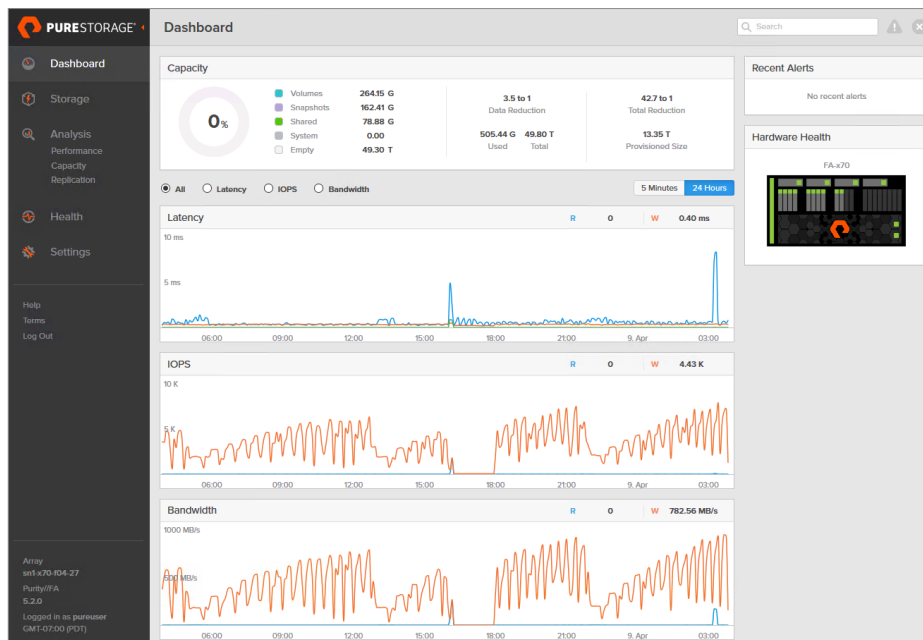 PURESTORAGE®
Dashboard
Storage
Analysis
Performance
Capacity
Replication
Health
Settings
Help
Terms
Log Out
Array
sn1-x70-f04-27
Purity//FA
5.2.0
Logged in as pureuser
GMT-07:00 (PDT)
Dashboard
Search
Capacity
0%
Volumes 264.15 G
Snapshots 162.41 G
Shared 78.88 G
System 0.00
Empty 49.30 T
3.5 to 1
Data Reduction
505.44 G 49.80 T
Used Total
42.7 to 1
Total Reduction
13.35 T
Provisioned Size
All Latency IOPS Bandwidth
5 Minutes 24 Hours
Latency R 0 W 0.40 ms
10 ms
5 ms
06:00 09:00 12:00 15:00 18:00 21:00 9. Apr 03:00
IOPS R 0 W 4.43 K
10 K
5 K
06:00 09:00 12:00 15:00 18:00 21:00 9. Apr 03:00
Bandwidth R 0 W 782.56 MB/s
1000 MB/s
500 MB/s
06:00 09:00 12:00 15:00 18:00 21:00 9. Apr 03:00
Recent Alerts
No recent alerts
Hardware Health
FA-x70